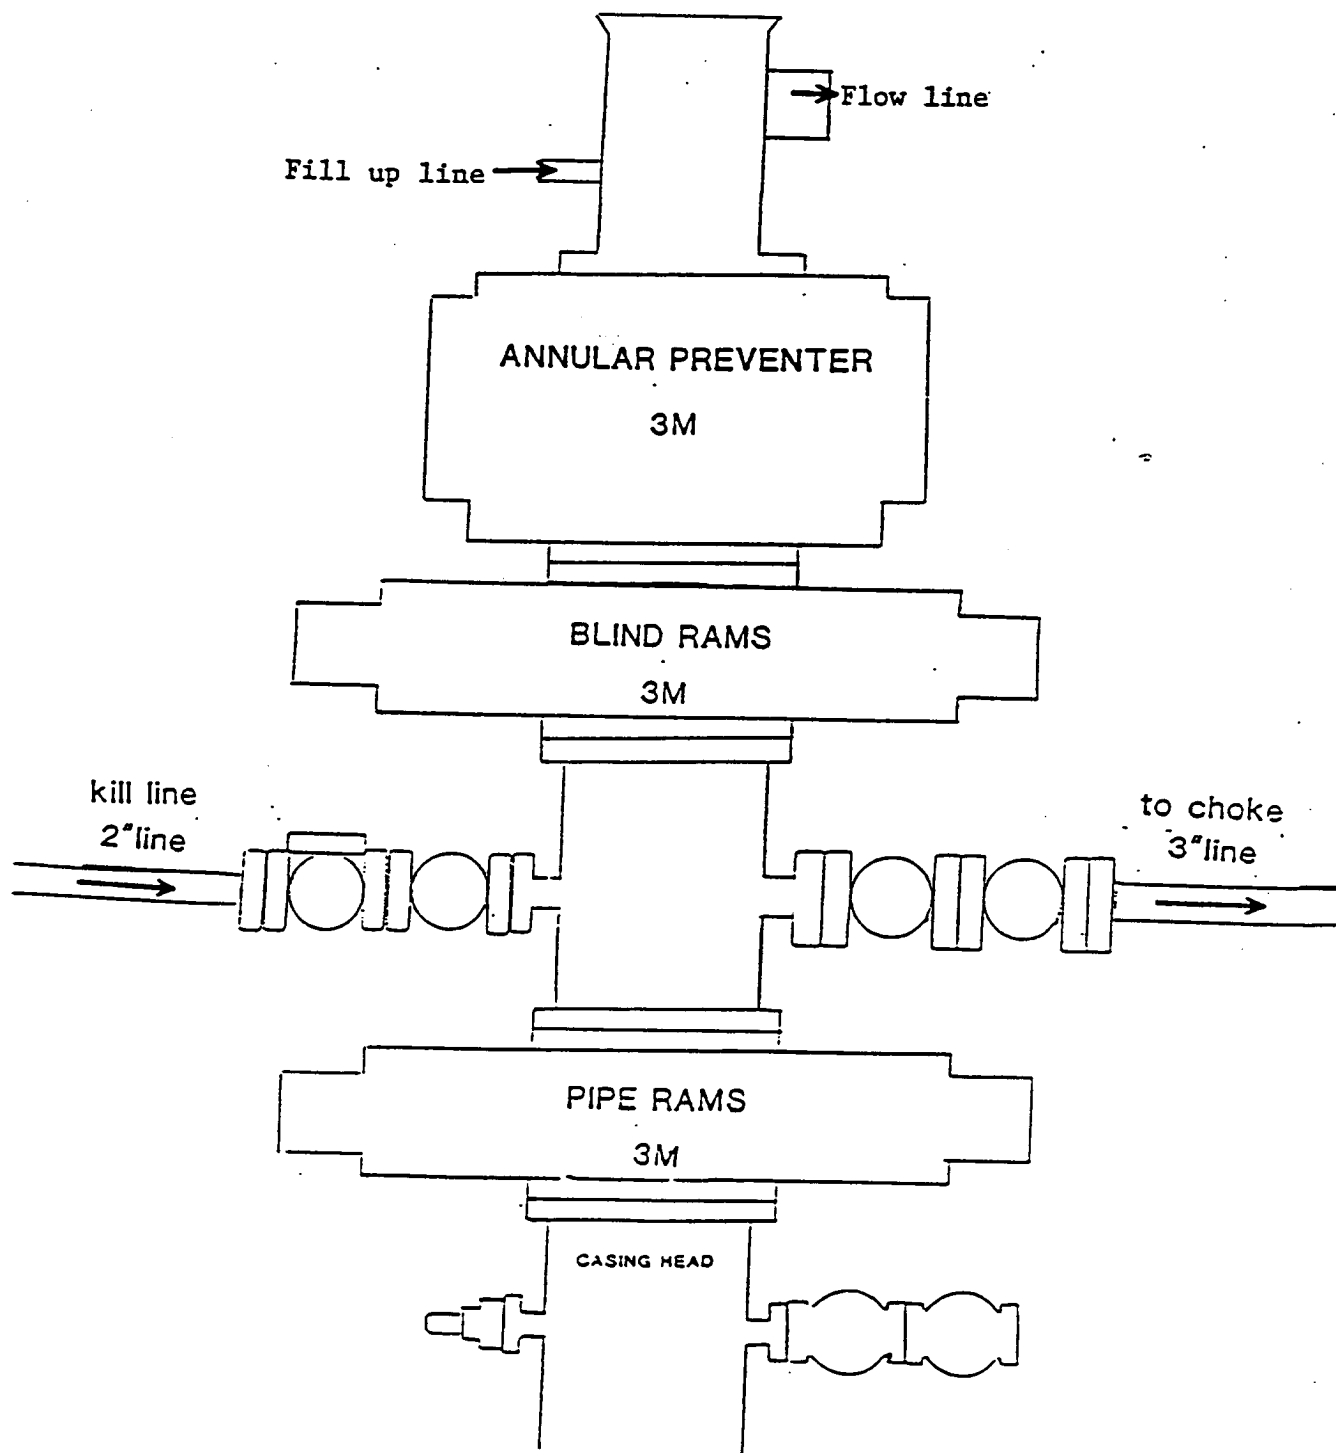 Flow line
Fill up line
ANNULAR PREVENTER
3M
BLIND RAMS
3M
kill line
2"line
to choke
3"line
PIPE RAMS
3M
CASING HEAD